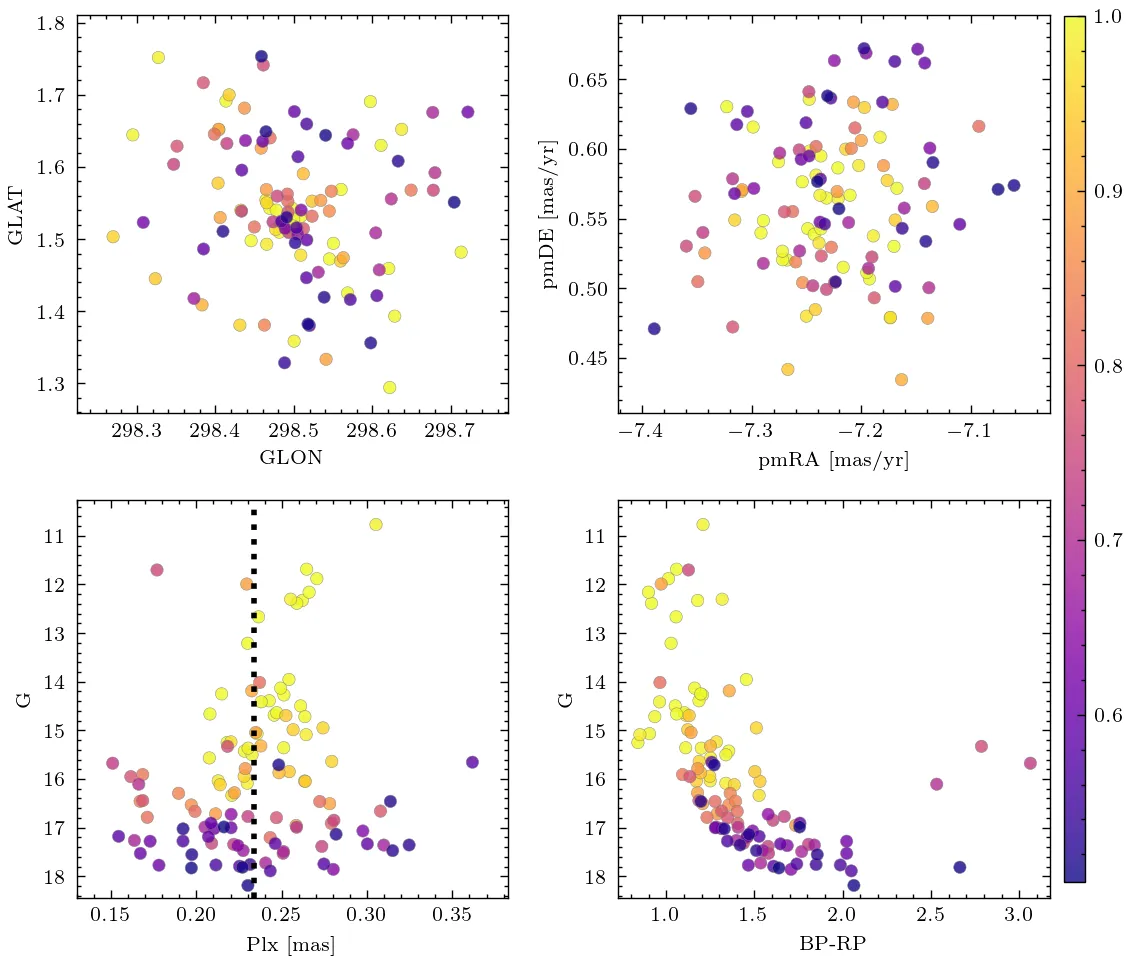 1.8
1.7
1.6
1.5
1.4
1.3
GLAT
298.3 298.4 298.5 298.6 298.7
GLON
0.65
0.60
0.55
0.50
0.45
pmDE [mas/yr]
−7.4 −7.3 −7.2 −7.1
pmRA [mas/yr]
1.0
0.9
0.8
0.7
0.6
11
12
13
14
15
16
17
18
G
0.15 0.20 0.25 0.30 0.35
Plx [mas]
11
12
13
14
15
16
17
18
G
1.0 1.5 2.0 2.5 3.0
BP-RP